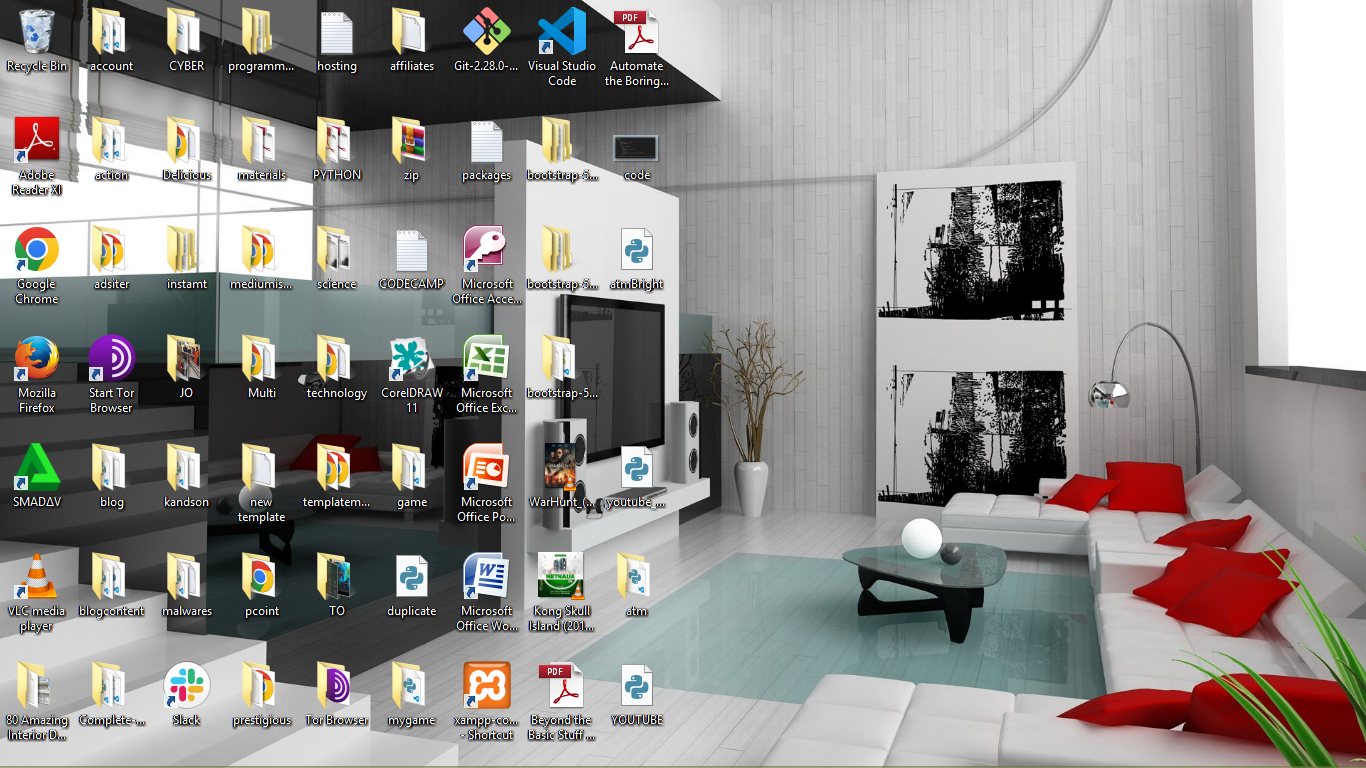 Recycle Bin
account
CYBER
programm...
hosting
affiliates
Git-2.28.0-...
Visual Studio
Code
PDF
Automate
the Boring...
Adobe
Reader XI
action
Delicious
materials
PYTHON
zip
packages
bootstrap-5...
code
Google
Chrome
adsiter
instamt
mediumis...
science
CODECAMP
Microsoft
Office Acce...
bootstrap-5...
atmBright
Mozilla
Firefox
Start Tor
Browser
JO
Multi
technology
CorelDRAW
11
Microsoft
Office Exc...
bootstrap-5...
SMADΔV
blog
kandson
new
template
templatem...
game
Microsoft
Office Po...
WarHunt_(...
youtube_...
VLC media
player
blogcontent
malwares
pcoint
TO
duplicate
Microsoft
Office Wo...
NETNAIJA
Kong Skull
Island (201...
atm
80 Amazing
Interior D...
Complete-...
Slack
prestigious
Tor Browser
mygame
xampp-co...
- Shortcut
PDF
Beyond the
Basic Stuff ...
YOUTUBE